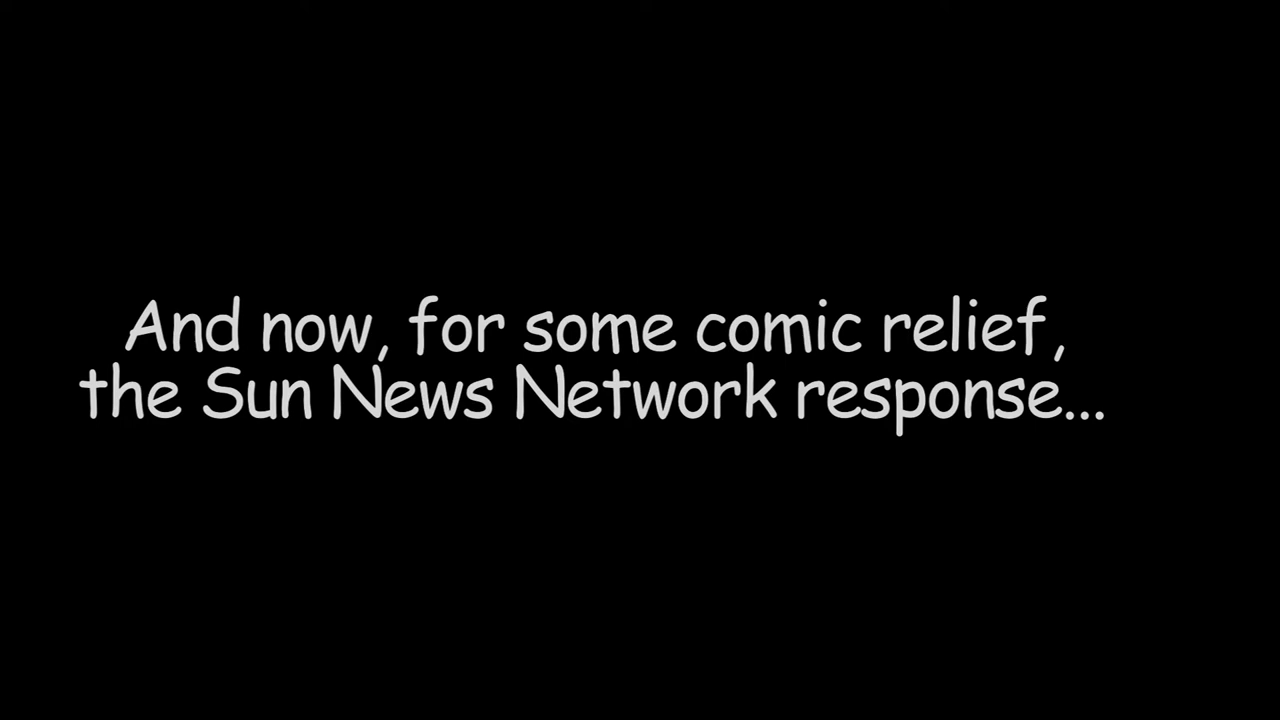 And now, for some comic relief,
the Sun News Network response...